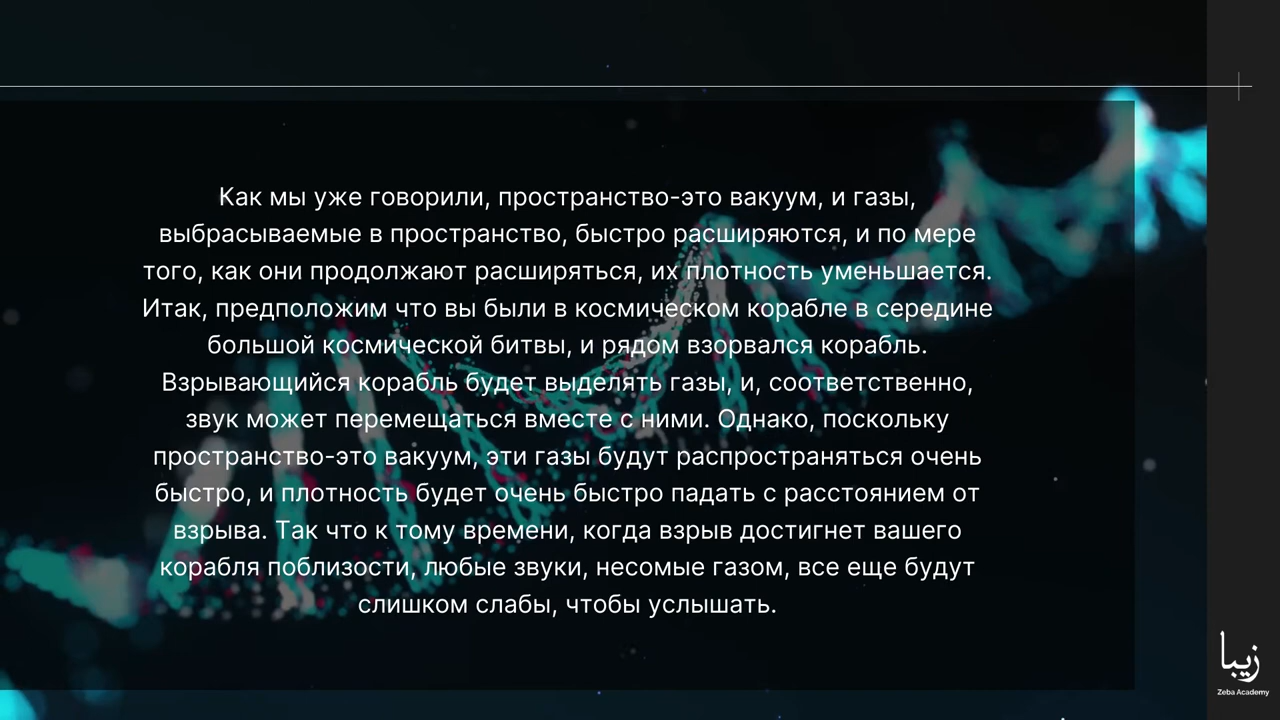 Как мы уже говорили, пространство-это вакуум, и газы,
выбрасываемые в пространство, быстро расширяются, и по мере
того, как они продолжают расширяться, их плотность уменьшается.
Итак, предположим что вы были в космическом корабле в середине
большой космической битвы, и рядом взорвался корабль.
Взрывающийся корабль будет выделять газы, и, соответственно,
звук может перемещаться вместе с ними. Однако, поскольку
пространство-это вакуум, эти газы будут распространяться очень
быстро, и плотность будет очень быстро падать с расстоянием от
взрыва. Так что к тому времени, когда взрыв достигнет вашего
корабля поблизости, любые звуки, несомые газом, все еще будут
слишком слабы, чтобы услышать.
زیبا
Zeba Academy